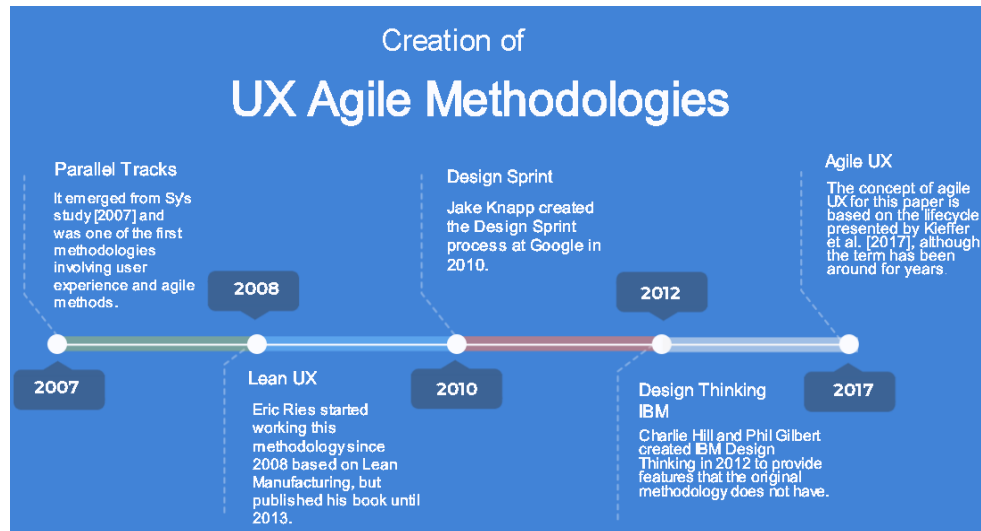 Creation of
UX Agile Methodologies
Parallel Tracks
It emerged from Sy's
study [2007] and
was one of the first
methodologies
involving user
experience and agile
methods.
2007
2008
Lean UX
Eric Ries started
working this
methodology since
2008 based on Lean
Manufacturing, but
published his book until
2013.
Design Sprint
Jake Knapp created
the Design Sprint
process at Google in
2010.
2010
2012
Design Thinking
IBM
Charlie Hill and Phil Gilbert
created IBM Design
Thinking in 2012 to provide
features that the original
methodology does not have.
Agile UX
The concept of agile
UX for this paper is
based on the lifecycle
presented by Kieffer
et al. [2017], although
the term has been
around for years.
2017